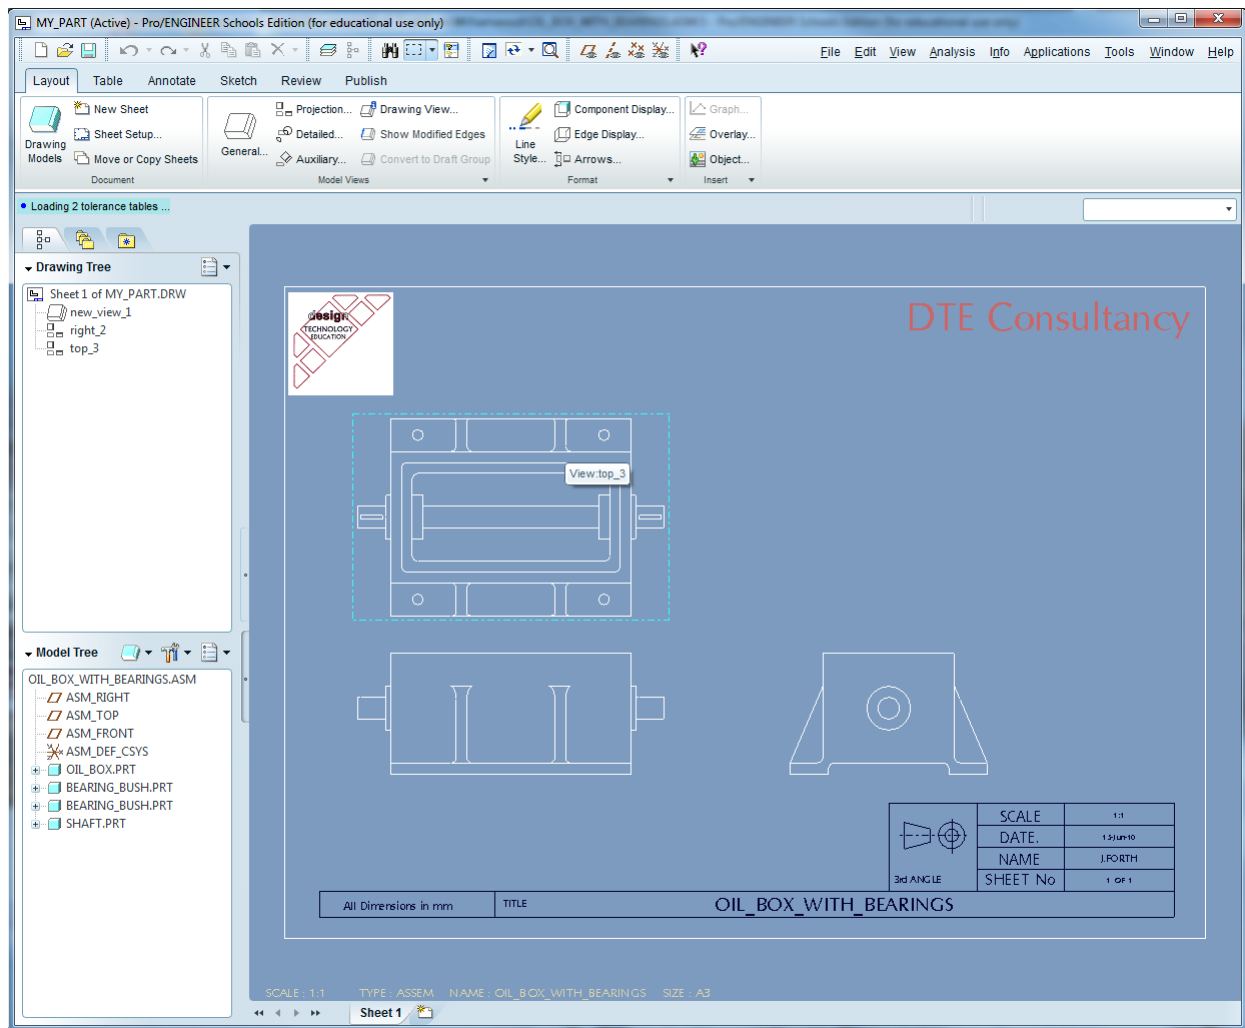 MY_PART (Active) - Pro/ENGINEER Schools Edition (for educational use only)
File Edit View Analysis Info Applications Tools Window Help
Layout Table Annotate Sketch Review Publish
Drawing Models
New Sheet
Sheet Setup...
Move or Copy Sheets
Document
General...
Projection...
Detailed...
Auxiliary...
Drawing View...
Show Modified Edges
Convert to Draft Group
Model Views
Line Style...
Component Display...
Edge Display...
Arrows...
Format
Graph...
Overlay...
Object...
Insert
Loading 2 tolerance tables ...
Drawing Tree
Sheet 1 of MY_PART.DRW
new_view_1
right_2
top_3
Model Tree
OIL_BOX_WITH_BEARINGS.ASM
ASM_RIGHT
ASM_TOP
ASM_FRONT
ASM_DEF_CSYS
OIL_BOX.PRT
BEARING_BUSH.PRT
BEARING_BUSH.PRT
SHAFT.PRT
design
TECHNOLOGY
EDUCATION
DTE Consultancy
View:top_3
SCALE 1:1
DATE. 15-Jun-10
NAME J.FORTH
3rd ANGLE
SHEET No 1 OF 1
All Dimensions in mm
TITLE
OIL_BOX_WITH_BEARINGS
SCALE : 1:1 TYPE : ASSEM NAME : OIL_BOX_WITH_BEARINGS SIZE : A3
Sheet 1